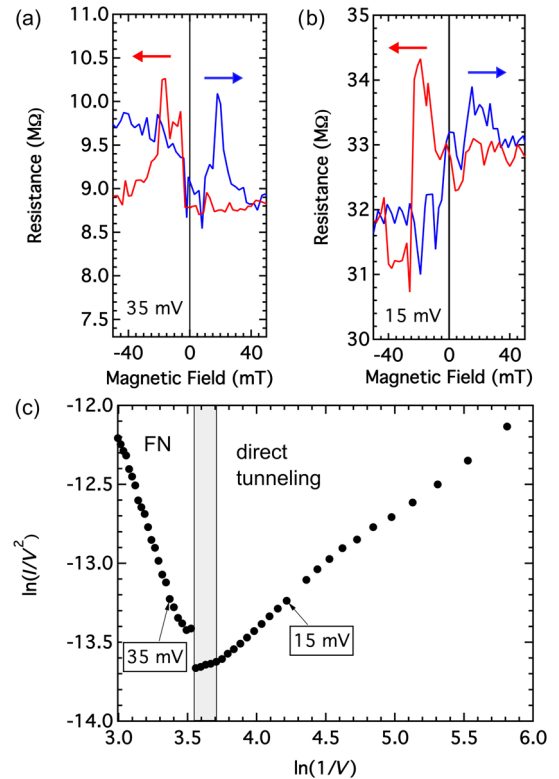 (a)
11.0
10.5
10.0
9.5
9.0
8.5
8.0
7.5
Resistance (MΩ)
35 mV
-40
0
40
Magnetic Field (mT)
(b)
35
34
33
32
31
30
Resistance (MΩ)
15 mV
-40
0
40
Magnetic Field (mT)
(c)
-12.0
-12.5
-13.0
-13.5
-14.0
ln(I/V²)
FN
direct
tunneling
35 mV
15 mV
3.0 3.5 4.0 4.5 5.0 5.5 6.0
ln(1/V)